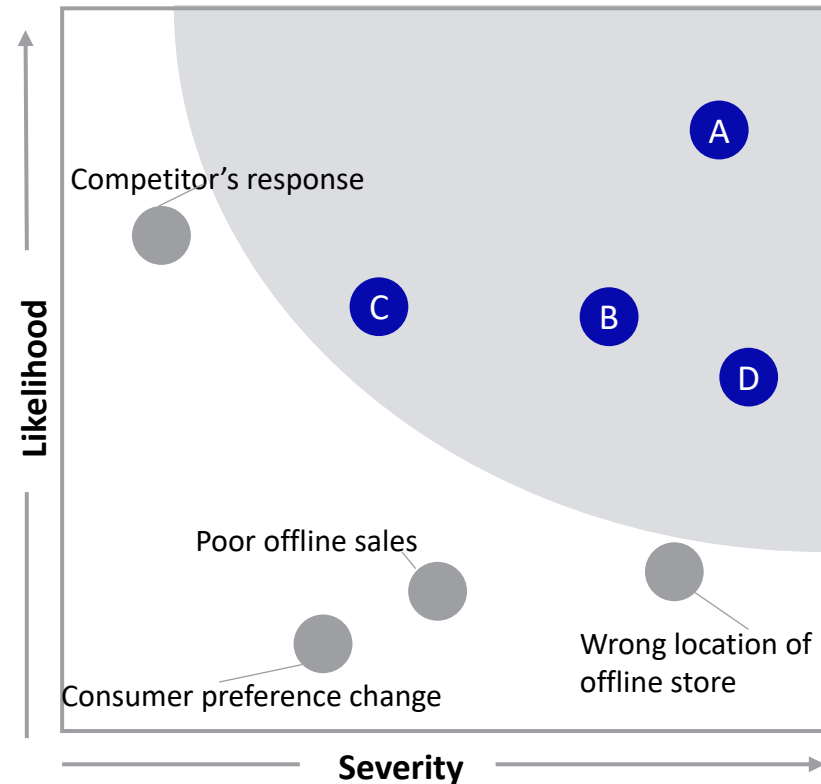 A
Competitor's response
C
B
D
Likelihood
Poor offline sales
Wrong location of
offline store
Consumer preference change
Severity